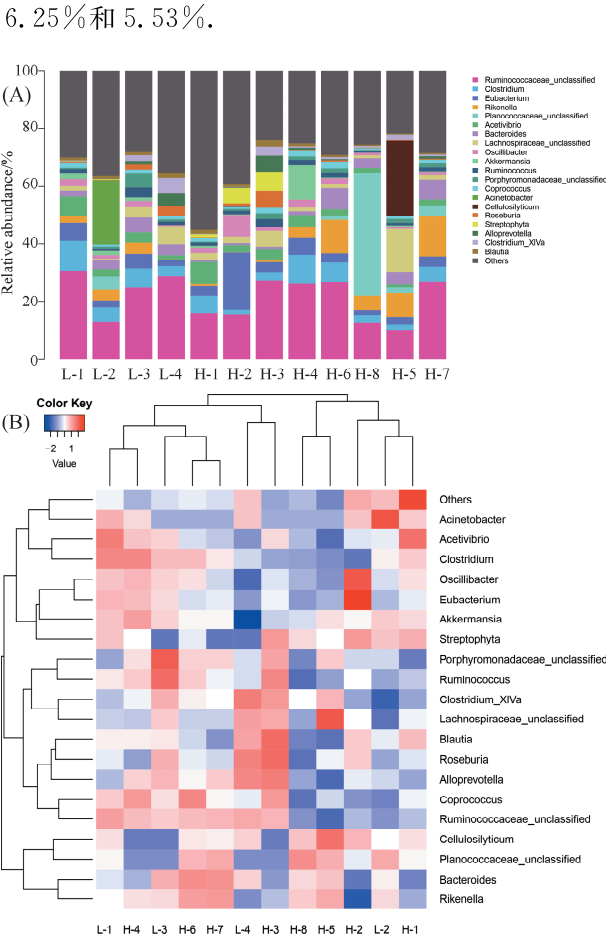 6.25%和5.53%.
(A)
Relative abundance/%
100
80
60
40
20
0
L-1 L-2 L-3 L-4 H-1 H-2 H-3 H-4 H-6 H-8 H-5 H-7
Ruminococcaceae_unclassified
Clostridium
Eubacterium
Rikenella
Planococcaceae_unclassified
Acetivibrio
Bacteroides
Lachnospiraceae_unclassified
Oscillibacter
Akkermansia
Ruminococcus
Porphyromonadaceae_unclassified
Coprococcus
Acinetobacter
Cellulosilyticum
Roseburia
Streptophyta
Alloprevotella
Clostridium_XIVa
Blautia
Others
(B)
Color Key
-2 1
Value
Others
Acinetobacter
Acetivibrio
Clostridium
Oscillibacter
Eubacterium
Akkermansia
Streptophyta
Porphyromonadaceae_unclassified
Ruminococcus
Clostridium_XIVa
Lachnospiraceae_unclassified
Blautia
Roseburia
Alloprevotella
Coprococcus
Ruminococcaceae_unclassified
Cellulosilyticum
Planococcaceae_unclassified
Bacteroides
Rikenella
L-1 H-4 L-3 H-6 H-7 L-4 H-3 H-8 H-5 H-2 L-2 H-1